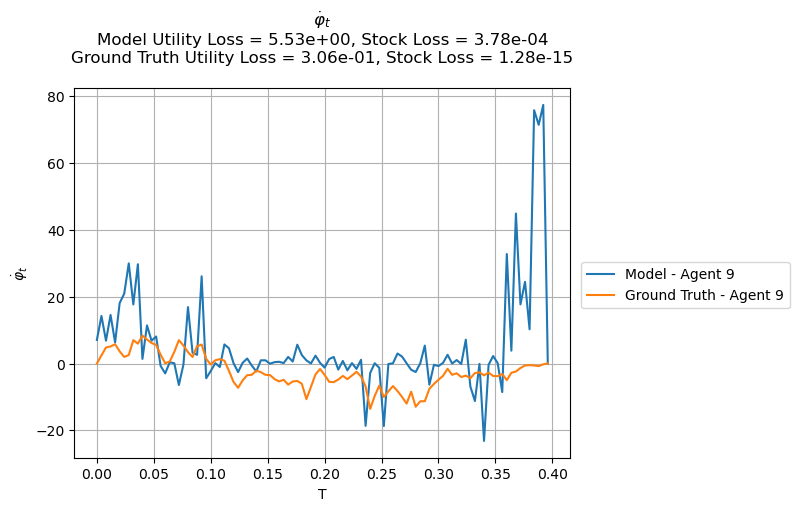 φ̇ₜ
Model Utility Loss = 5.53e+00, Stock Loss = 3.78e-04
Ground Truth Utility Loss = 3.06e-01, Stock Loss = 1.28e-15
80
60
40
20
0
−20
φ̇ₜ
0.00 0.05 0.10 0.15 0.20 0.25 0.30 0.35 0.40
T
Model - Agent 9
Ground Truth - Agent 9